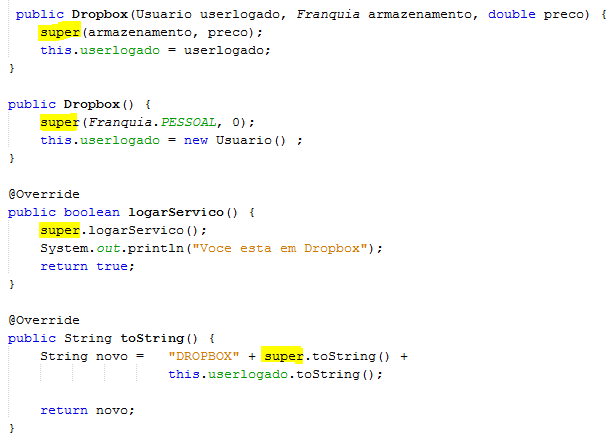 public Dropbox(Usuario userlogado, Franquia armazenamento, double preco) {
super(armazenamento, preco);
this.userlogado = userlogado;
}
public Dropbox() {
super(Franquia.PESSOAL, 0);
this.userlogado = new Usuario() ;
}
@Override
public boolean logarServico() {
super.logarServico();
System.out.println("Voce esta em Dropbox");
return true;
}
@Override
public String toString() {
String novo =   "DROPBOX" + super.toString() +
this.userlogado.toString();
return novo;
}